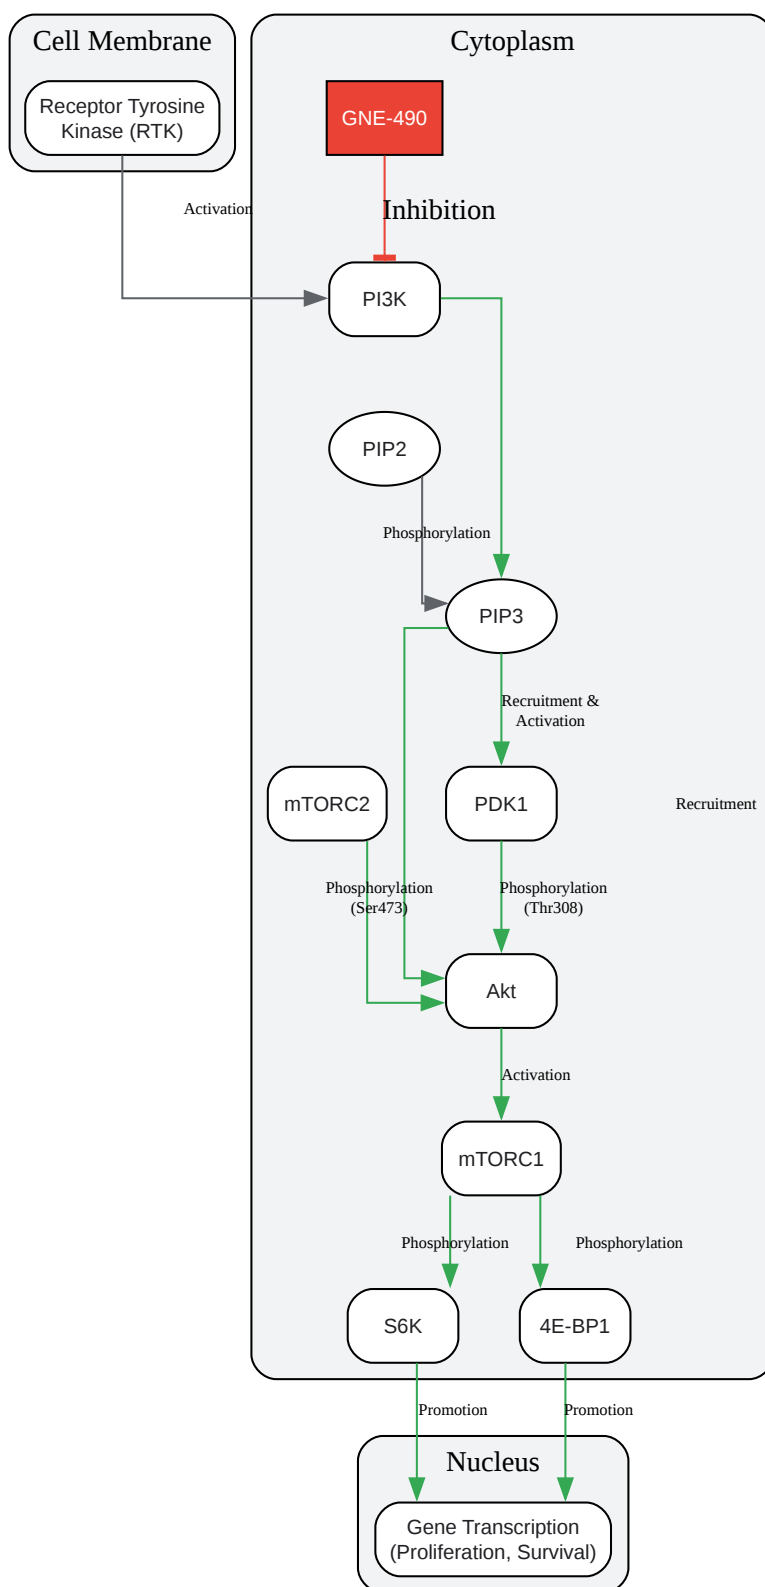 Cell Membrane
Cytoplasm
Receptor Tyrosine
Kinase (RTK)
GNE-490
Activation
Inhibition
PI3K
PIP2
Phosphorylation
PIP3
Recruitment &
Activation
mTORC2
PDK1
Recruitment
Phosphorylation
(Ser473)
Phosphorylation
(Thr308)
Akt
Activation
mTORC1
Phosphorylation
Phosphorylation
S6K
4E-BP1
Promotion
Promotion
Nucleus
Gene Transcription
(Proliferation, Survival)